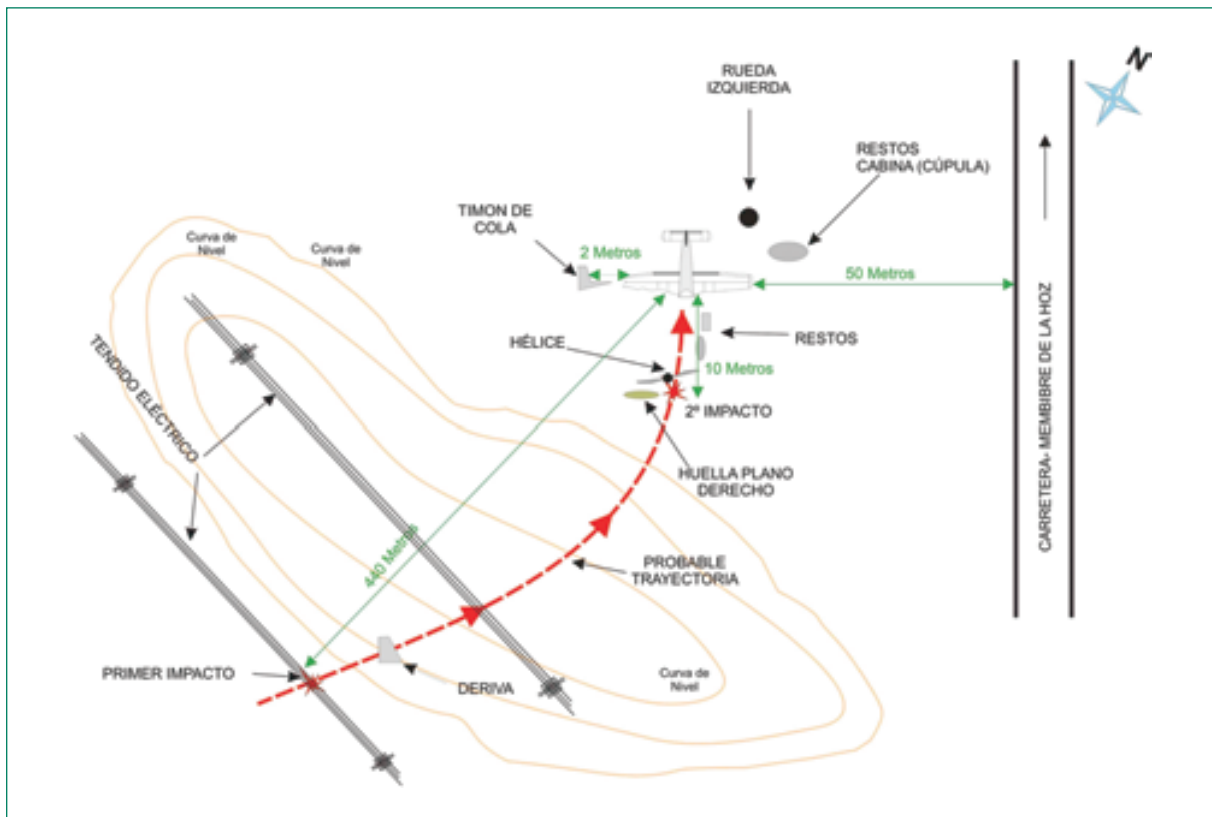 N
RUEDA
IZQUIERDA
RESTOS
CABINA (CÚPULA)
TIMON DE
COLA
Curva de
Nivel
Curva de
Nivel
2 Metros
50 Metros
TENDIDO ELÉCTRICO
HÉLICE
RESTOS
10 Metros
2º IMPACTO
HUELLA PLANO
DERECHO
CARRETERA- MEMBIBRE DE LA HOZ
440 Metros
PROBABLE
TRAYECTORIA
PRIMER IMPACTO
DERIVA
Curva de
Nivel